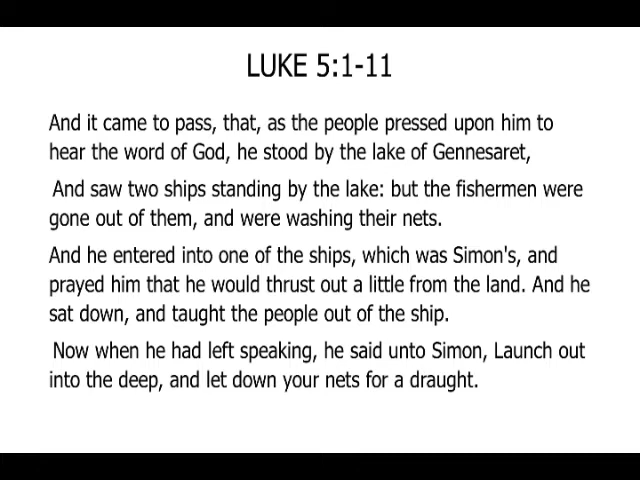 LUKE 5:1-11
And it came to pass, that, as the people pressed upon him to
hear the word of God, he stood by the lake of Gennesaret,
And saw two ships standing by the lake: but the fishermen were
gone out of them, and were washing their nets.
And he entered into one of the ships, which was Simon's, and
prayed him that he would thrust out a little from the land. And he
sat down, and taught the people out of the ship.
Now when he had left speaking, he said unto Simon, Launch out
into the deep, and let down your nets for a draught.